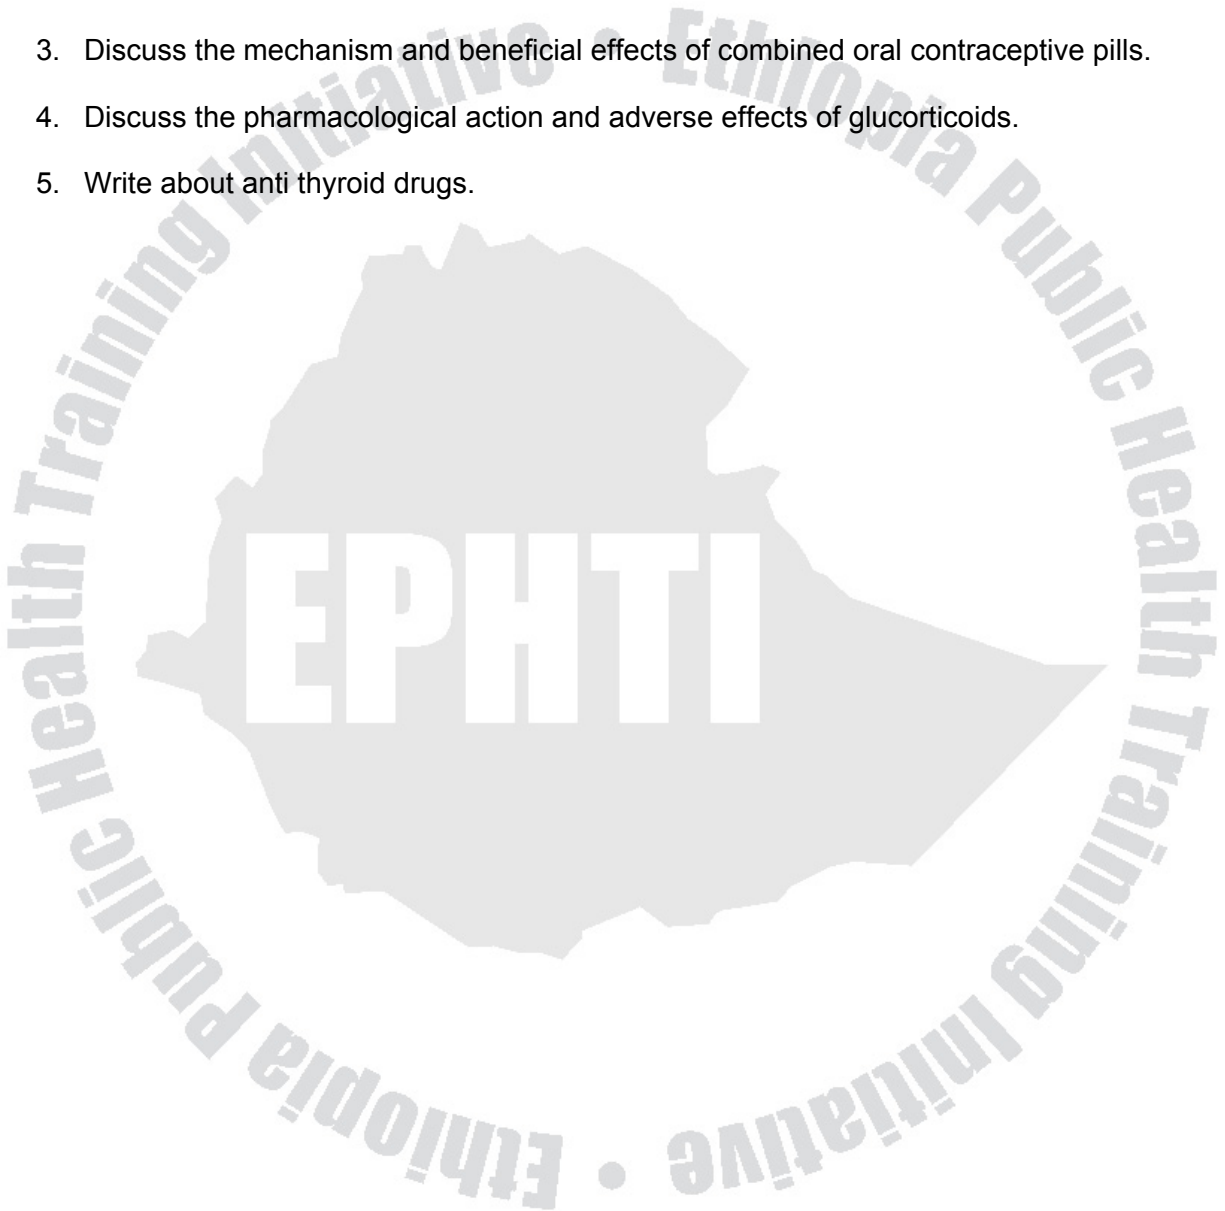 3. Discuss the mechanism and beneficial effects of combined oral contraceptive pills.
4. Discuss the pharmacological action and adverse effects of glucorticoids.
5. Write about anti thyroid drugs.
EPHTI
Ethiopia Public Health Training Initiative • Ethiopia Public Health Training Initiative •